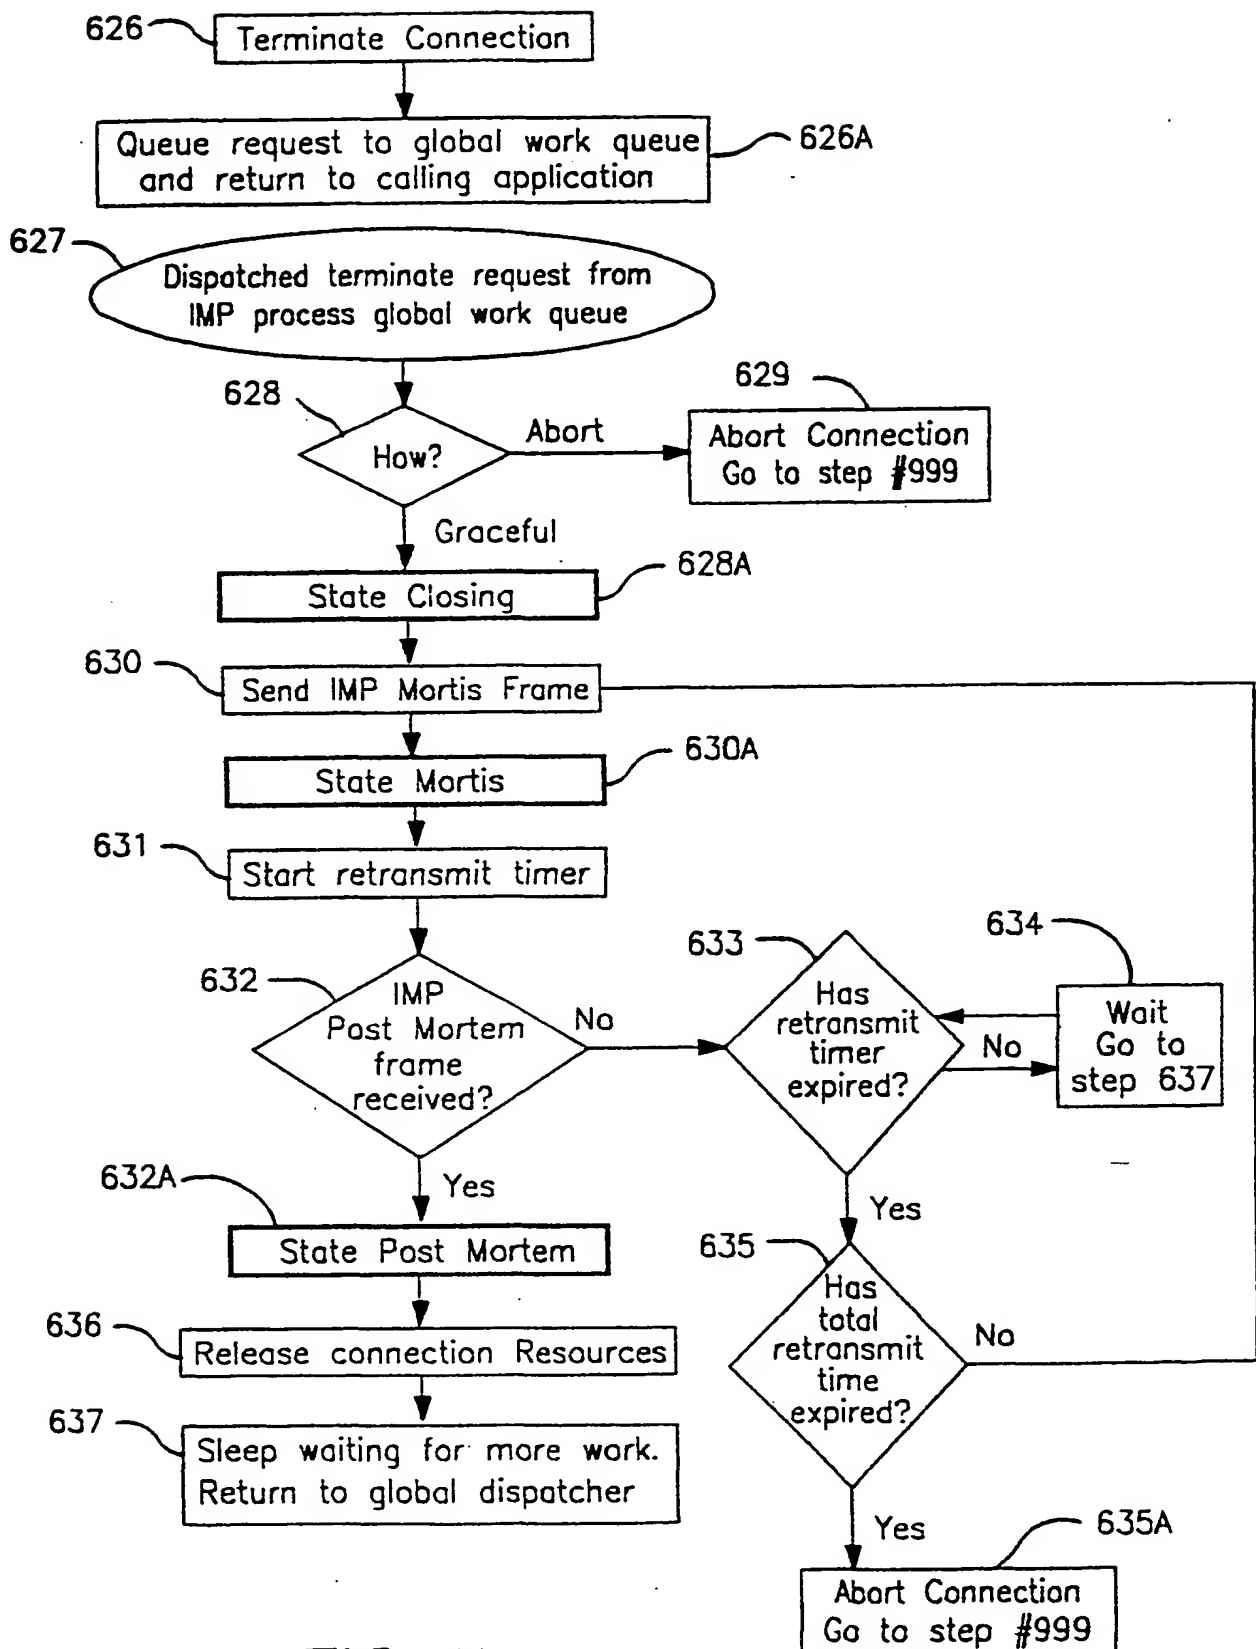 626
Terminate Connection
Queue request to global work queue
and return to calling application
626A
627
Dispatched terminate request from
IMP process global work queue
628
How?
Abort
629
Abort Connection
Go to step #999
Graceful
628A
State Closing
630
Send IMP Mortis Frame
630A
State Mortis
631
Start retransmit timer
632
IMP
Post Mortem
frame
received?
No
633
Has
retransmit
timer
expired?
No
634
Wait
Go to
step 637
Yes
632A
State Post Mortem
Yes
635
Has
total
retransmit
time
expired?
No
636
Release connection Resources
637
Sleep waiting for more work.
Return to global dispatcher
Yes
635A
Abort Connection
Go to step #999